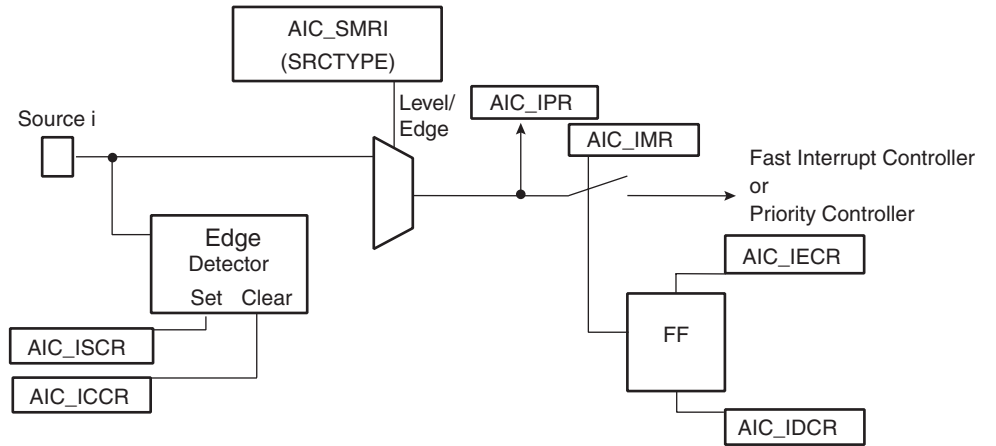 AIC_SMRI
(SRCTYPE)
Source i
Level/
Edge
AIC_IPR
AIC_IMR
Fast Interrupt Controller
or
Priority Controller
Edge
Detector
Set Clear
AIC_IECR
FF
AIC_ISCR
AIC_ICCR
AIC_IDCR